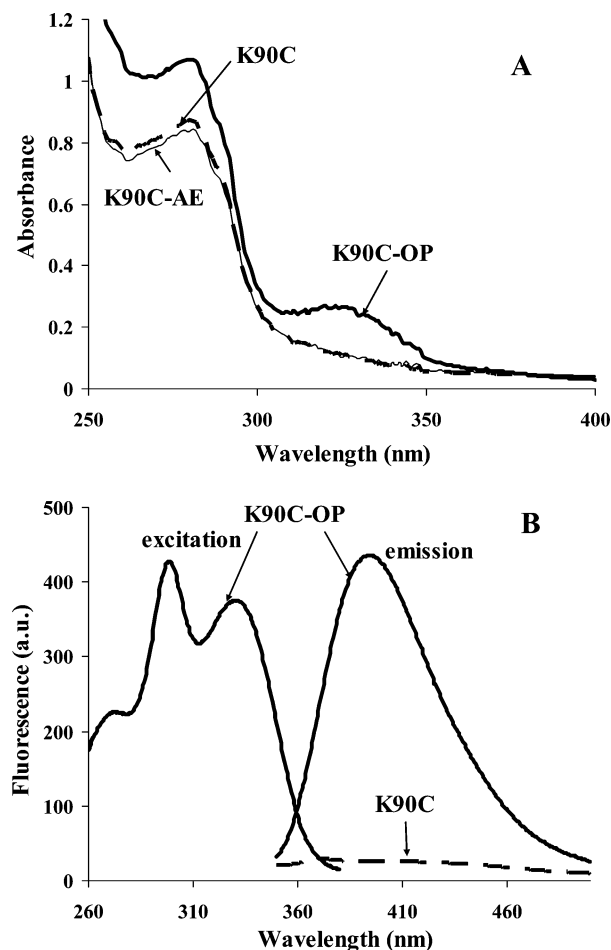 1.2
1
0.8
0.6
0.4
0.2
0
Absorbance
K90C
A
K90C-AE
K90C-OP
250 300 350 400
Wavelength (nm)
500
400
300
200
100
0
Fluorescence (a.u.)
K90C-OP
B
excitation
emission
K90C
260 310 360 410 460
Wavelength (nm)